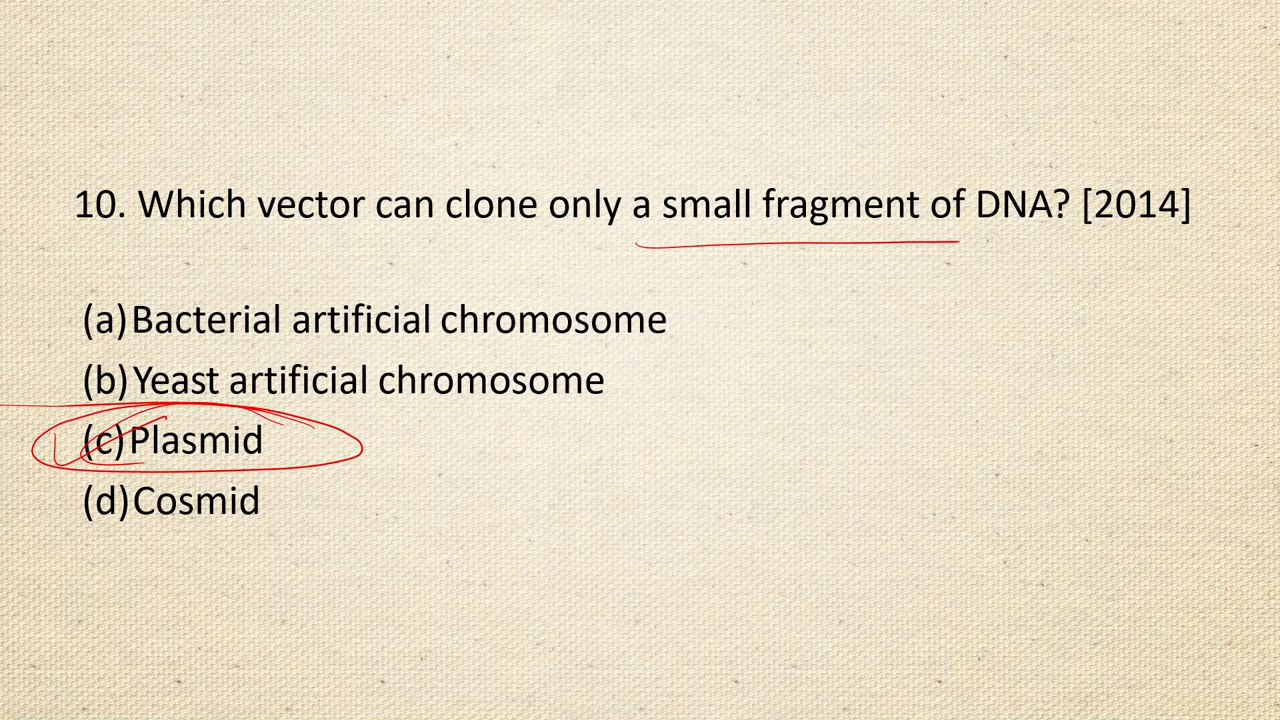 10. Which vector can clone only a small fragment of DNA? [2014]
(a) Bacterial artificial chromosome
(b) Yeast artificial chromosome
(c) Plasmid
(d) Cosmid